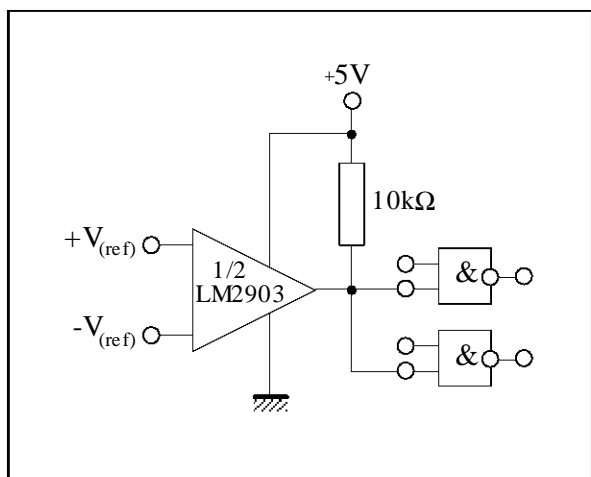 +5V
10kΩ
+V(ref)
1/2
LM2903
-V(ref)
&
&